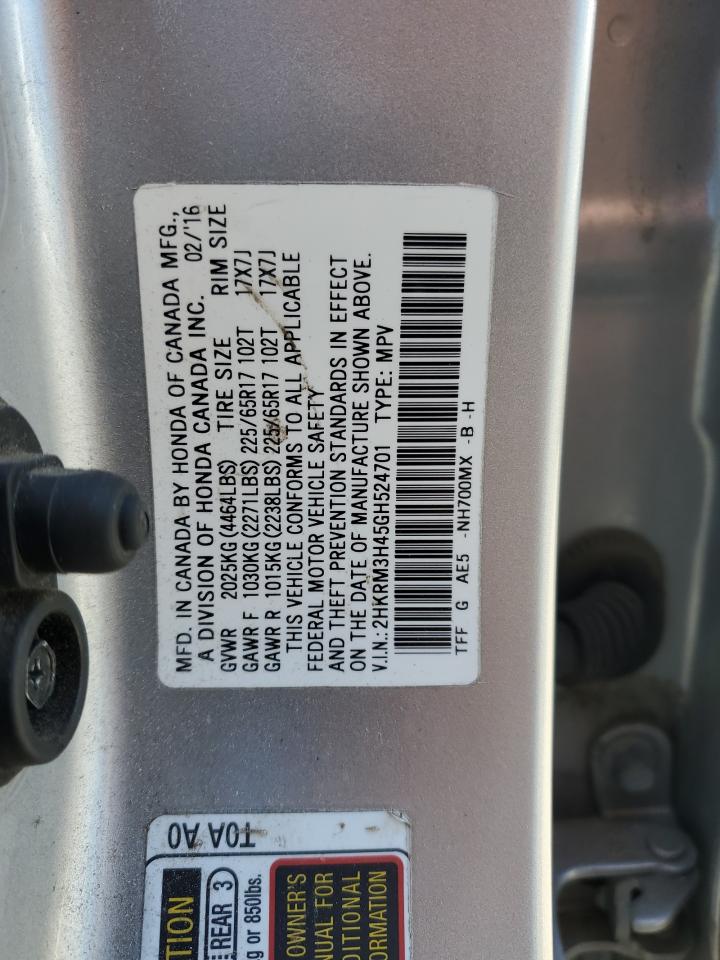 MFD. IN CANADA BY HONDA OF CANADA MFG.,
A DIVISION OF HONDA CANADA INC. 02/'16
GVWR 2025KG(4464LBS) TIRE SIZE RIM SIZE
GAWR F 1030KG(2271LBS) 225/65R17 102T 17X7J
GAWR R 1015KG(2238LBS) 225/65R17 102T 17X7J
THIS VEHICLE CONFORMS TO ALL APPLICABLE
FEDERAL MOTOR VEHICLE SAFETY
AND THEFT PREVENTION STANDARDS IN EFFECT
ON THE DATE OF MANUFACTURE SHOWN ABOVE.
V.I.N.: 2HKRM3H45GH524701 TYPE: MPV
TFF G AE5 -NH700MX -B -H
T0A A0
TION
REAR 3
g or 850lbs.
OWNER'S
NUAL FOR
DITIONAL
ORMATION